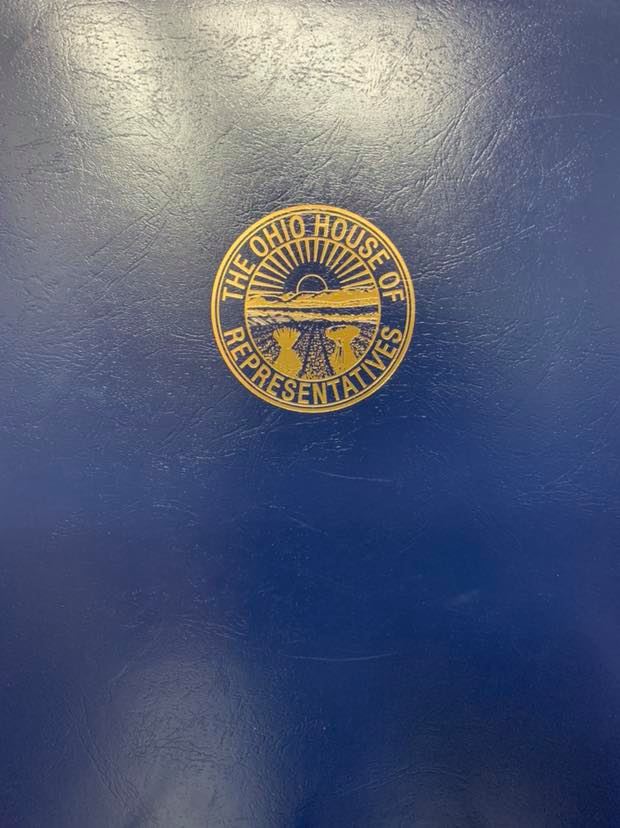 THE OHIO HOUSE OF
REPRESENTATIVES